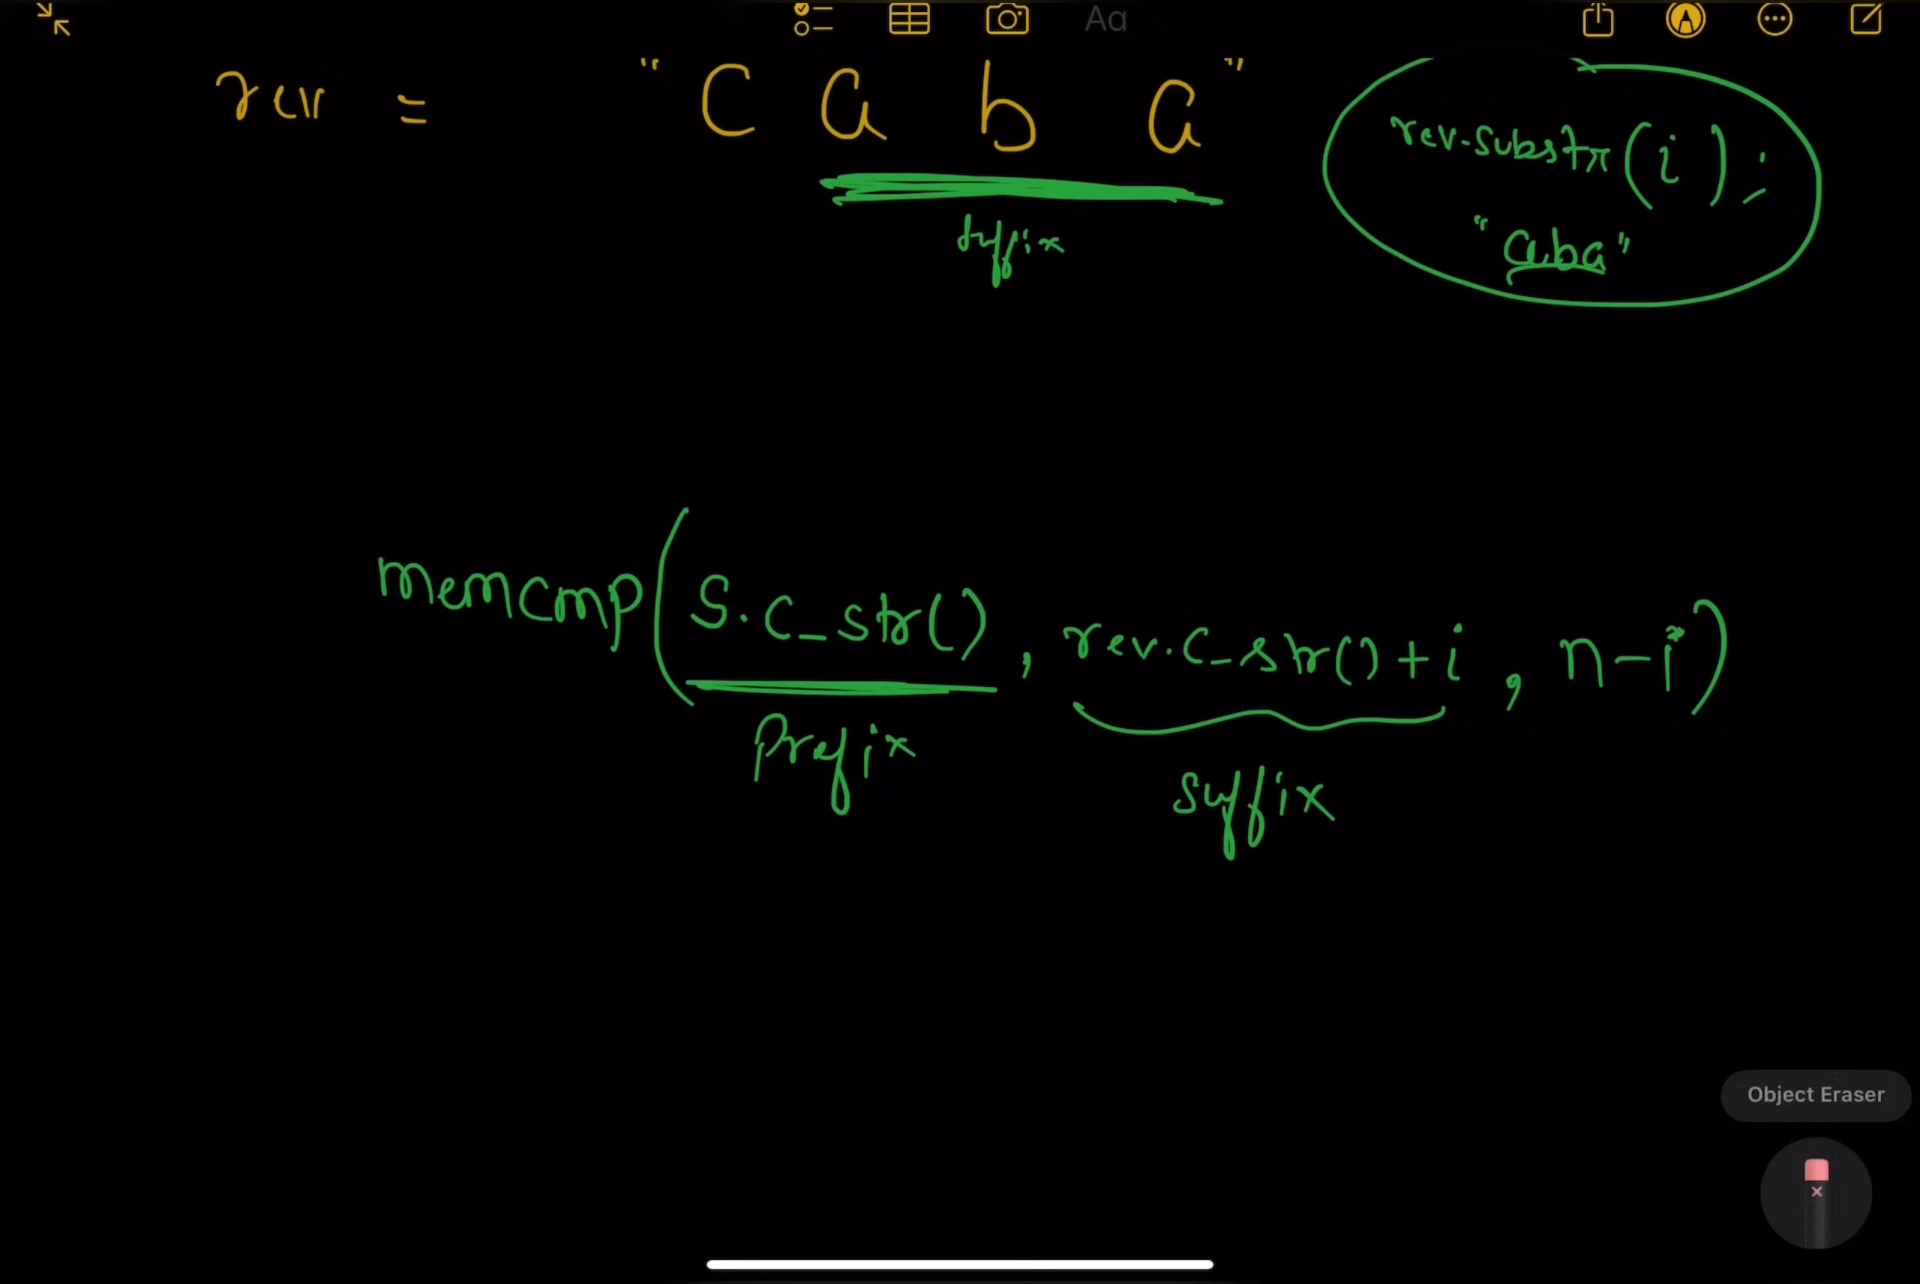 Aa
rev = "C a b a"
rev.substr(i);
"aba"
suffix
memcmp(S.C_str(), rev.C_str()+i, n-i)
Prefix
suffix
Object Eraser